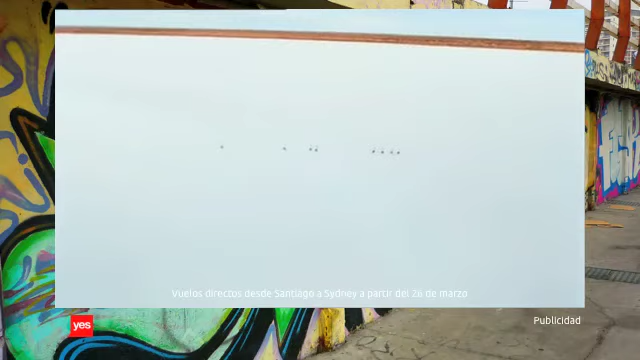 Vuelos directos desde Santiago a Sydney a partir del 26 de marzo
yes
Publicidad